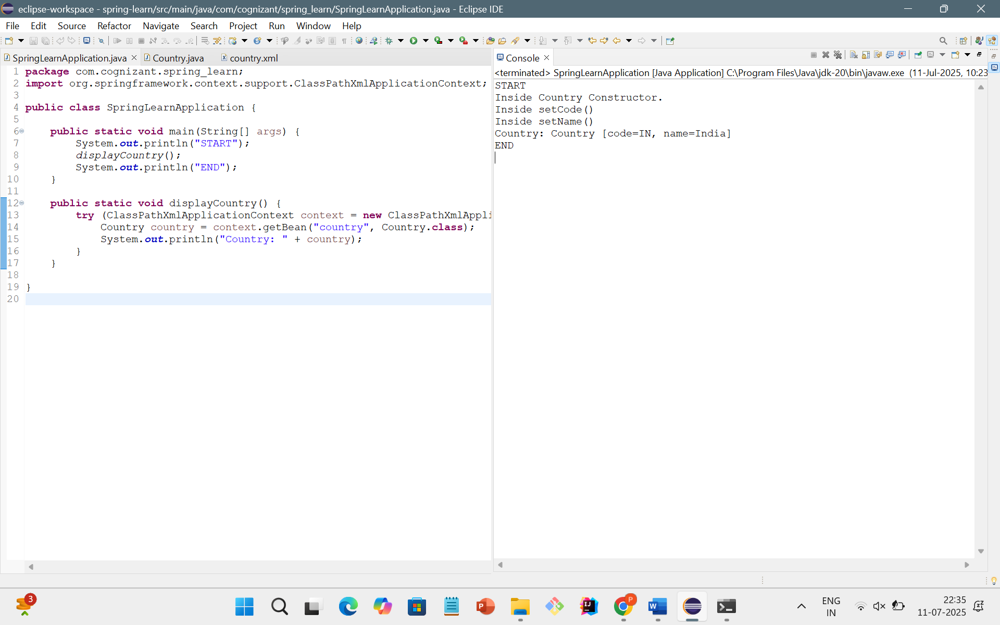 eclipse-workspace - spring-learn/src/main/java/com/cognizant/spring_learn/SpringLearnApplication.java - Eclipse IDE
File Edit Source Refactor Navigate Search Project Run Window Help
SpringLearnApplication.java Country.java country.xml
1 package com.cognizant.spring_learn;
2 import org.springframework.context.support.ClassPathXmlApplicationContext;
3
4 public class SpringLearnApplication {
5
6     public static void main(String[] args) {
7         System.out.println("START");
8         displayCountry();
9         System.out.println("END");
10     }
11
12     public static void displayCountry() {
13         try (ClassPathXmlApplicationContext context = new ClassPathXmlAppli
14             Country country = context.getBean("country", Country.class);
15             System.out.println("Country: " + country);
16         }
17     }
18
19 }
20
Console
<terminated> SpringLearnApplication [Java Application] C:\Program Files\Java\jdk-20\bin\javaw.exe (11-Jul-2025, 10:23
START
Inside Country Constructor.
Inside setCode()
Inside setName()
Country: Country [code=IN, name=India]
END
3
P
IJ
P
W
ENG
IN
22:35
11-07-2025